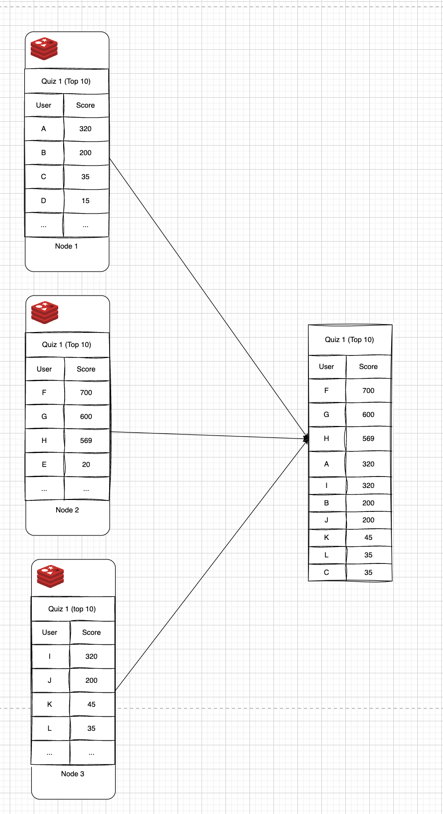 Quiz 1 (Top 10)
User Score
A 320
B 200
C 35
D 15
... ...
Node 1
Quiz 1 (Top 10)
User Score
F 700
G 600
H 569
E 20
... ...
Node 2
Quiz 1 (top 10)
User Score
I 320
J 200
K 45
L 35
... ...
Node 3
Quiz 1 (Top 10)
User Score
F 700
G 600
H 569
A 320
I 320
B 200
J 200
K 45
L 35
C 35